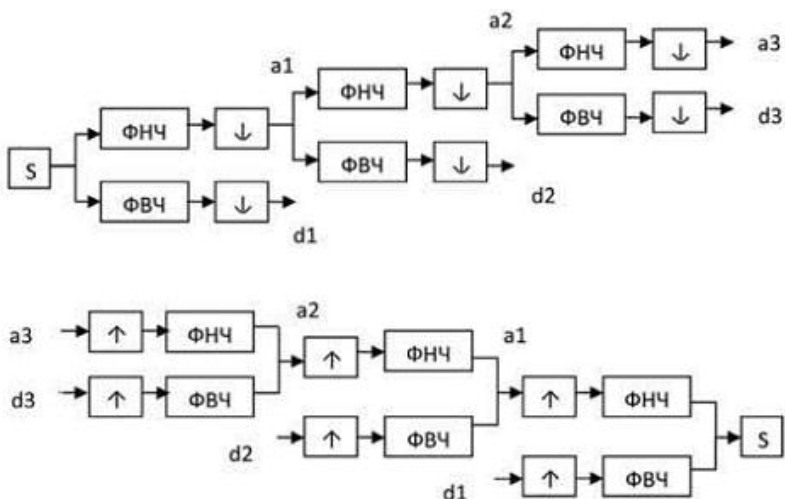 a2
ФНЧ ↓ a3
a1
ФНЧ ↓
ФНЧ ↓
ФВЧ ↓ d3
S
ФВЧ ↓
d2
ФВЧ ↓
d1
a3 ↑ ФНЧ
a2
↑ ФНЧ
a1
d3 ↑ ФВЧ
↑ ФНЧ
d2 ↑ ФВЧ
S
d1 ↑ ФВЧ